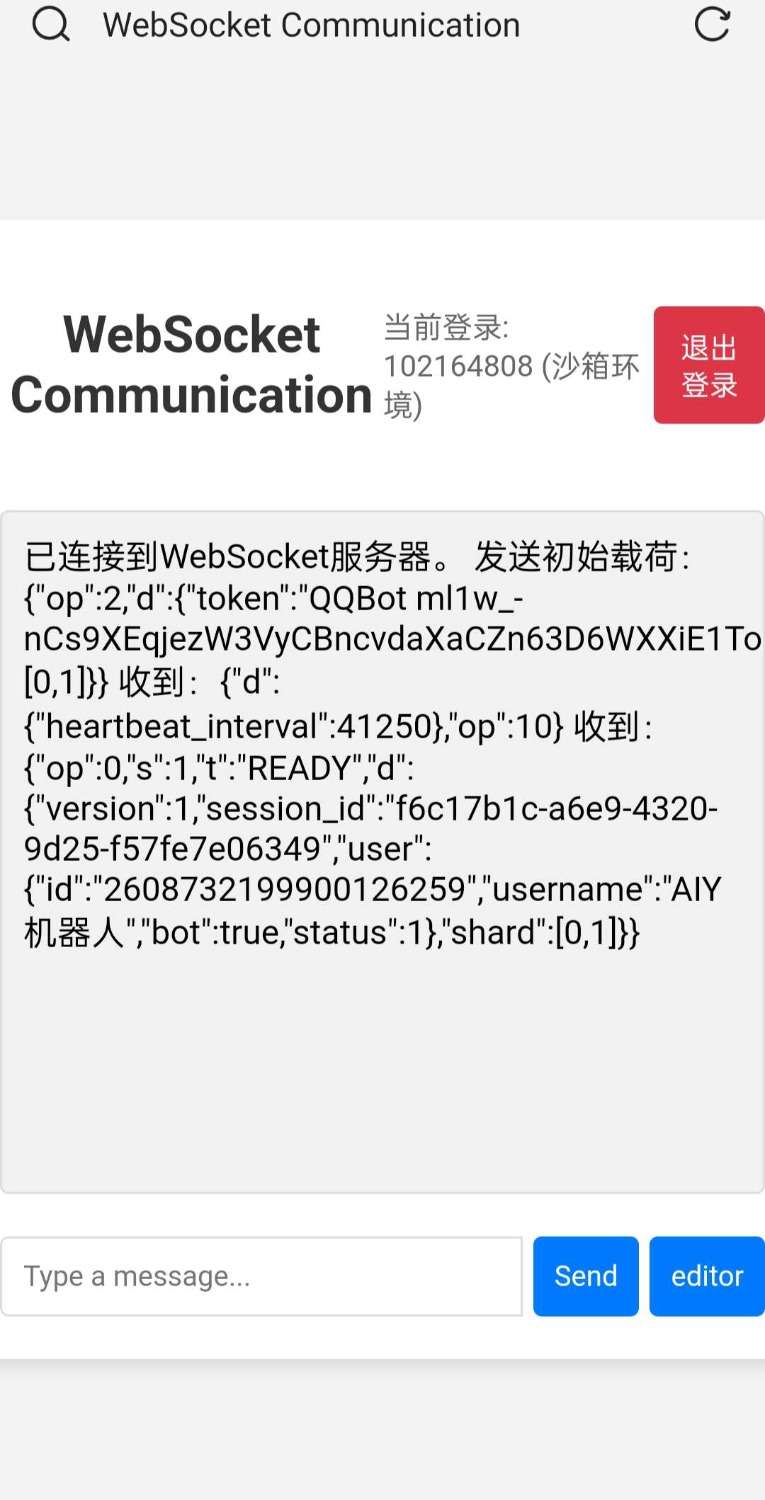 WebSocket Communication
WebSocket
Communication
当前登录:
102164808 (沙箱环
境)
退出
登录
已连接到WebSocket服务器。 发送初始载荷：
{"op":2,"d":{"token":"QQBot ml1w_-
nCs9XEqjezW3VyCBncvdaXaCZn63D6WXXiE1To
[0,1]}} 收到：{"d":
{"heartbeat_interval":41250},"op":10} 收到：
{"op":0,"s":1,"t":"READY","d":
{"version":1,"session_id":"f6c17b1c-a6e9-4320-
9d25-f57fe7e06349","user":
{"id":"2608732199900126259","username":"AIY
机器人","bot":true,"status":1},"shard":[0,1]}}
Type a message...
Send
editor